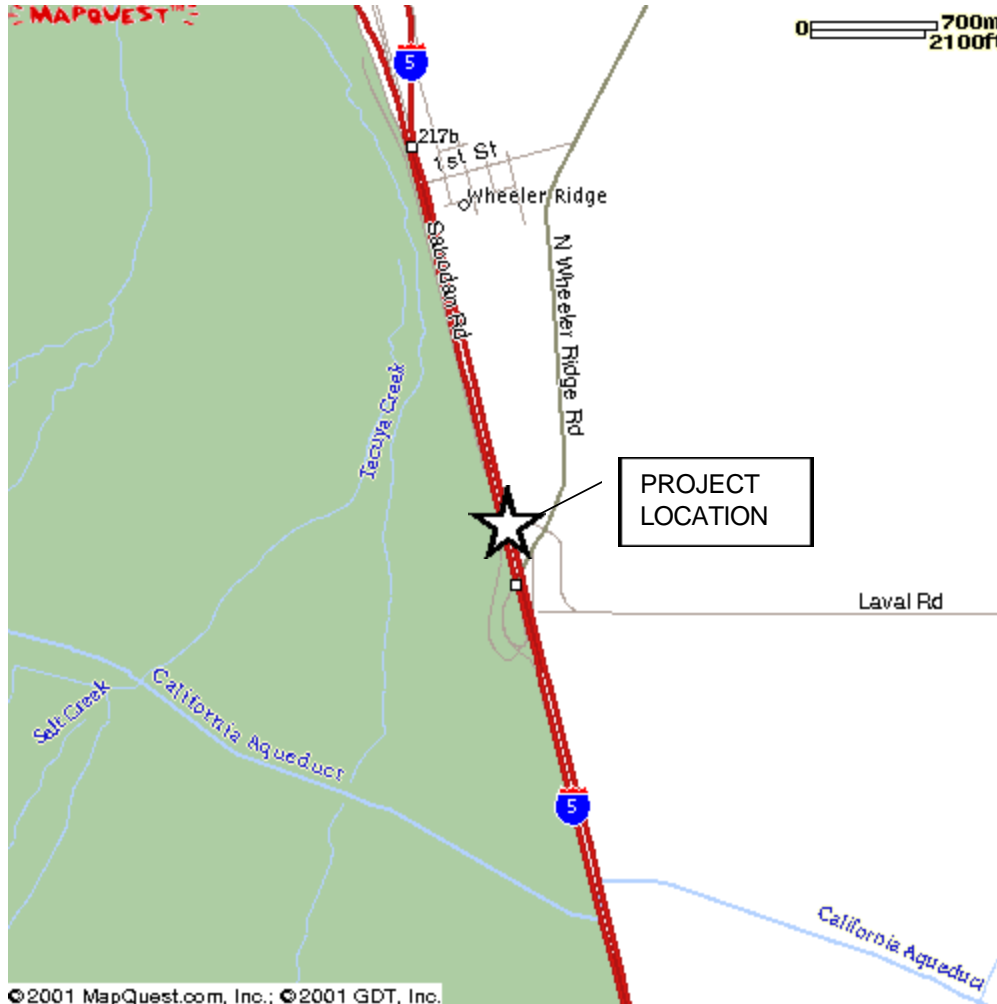 MAPQUEST™
0 700m
2100ft
5
217b
1st St
Wheeler Ridge
Sabodan Rd
N Wheeler Ridge Rd
Tecuya Creek
PROJECT
LOCATION
Laval Rd
California Aqueduct
Salt Creek
5
California Aqueduct
©2001 MapQuest.com, Inc.; ©2001 GDT, Inc.